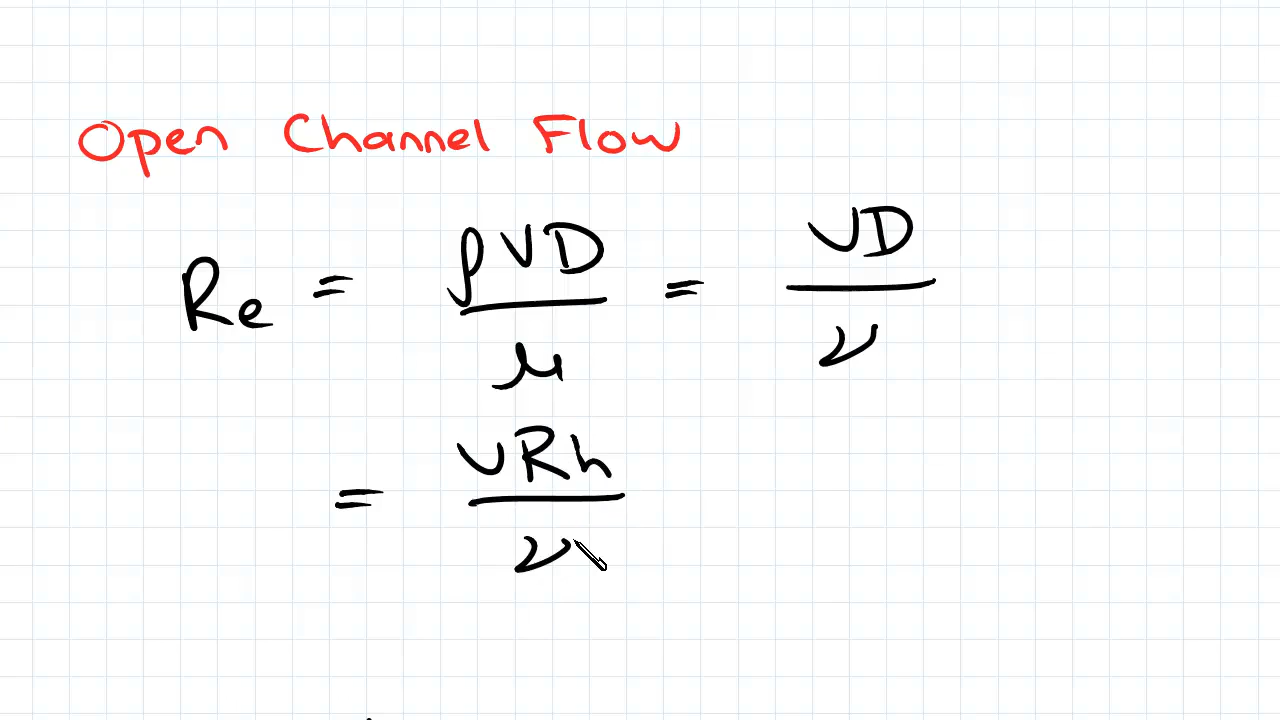 Open Channel Flow
Re = ρVD/μ = VD/ν
= VRh/ν